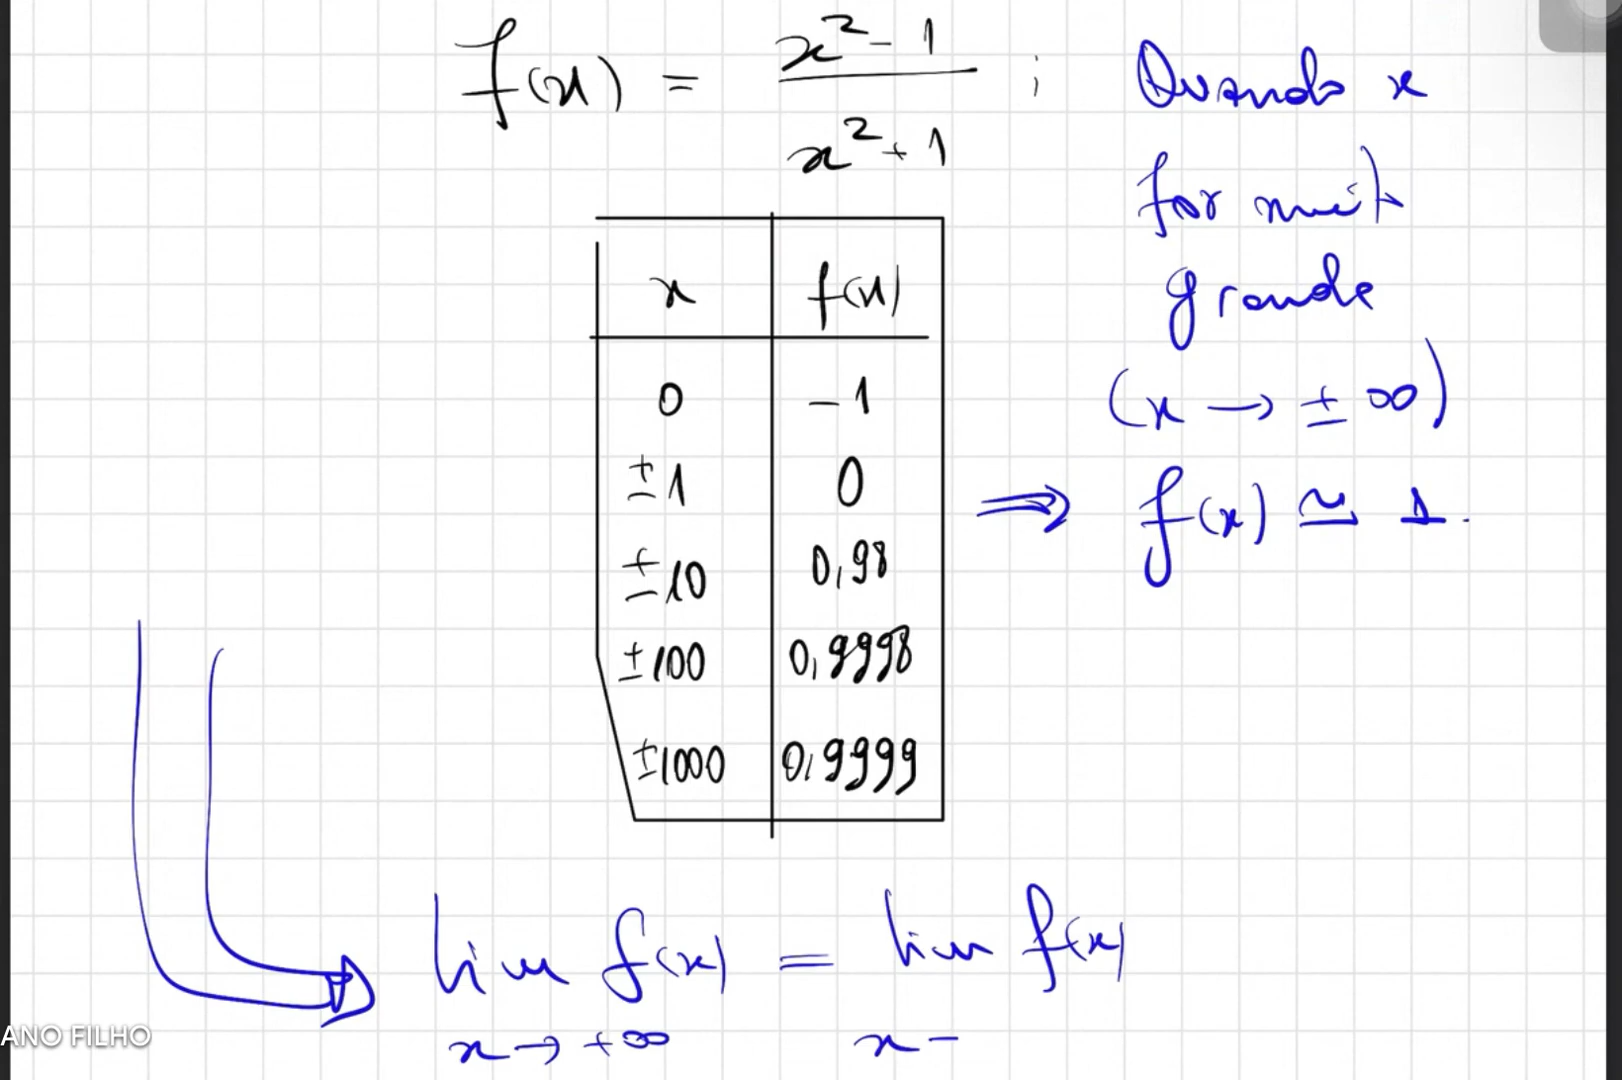 f(x) = x² - 1 / x² + 1 ; Quando x
for muito
grande
(x → ± ∞)
⇒ f(x) ≃ 1.
x f(x)
0 -1
±1 0
±10 0,98
±100 0,9998
±1000 0,9999
lim f(x) = lim f(x)
x → +∞ x -
ANO FILHO